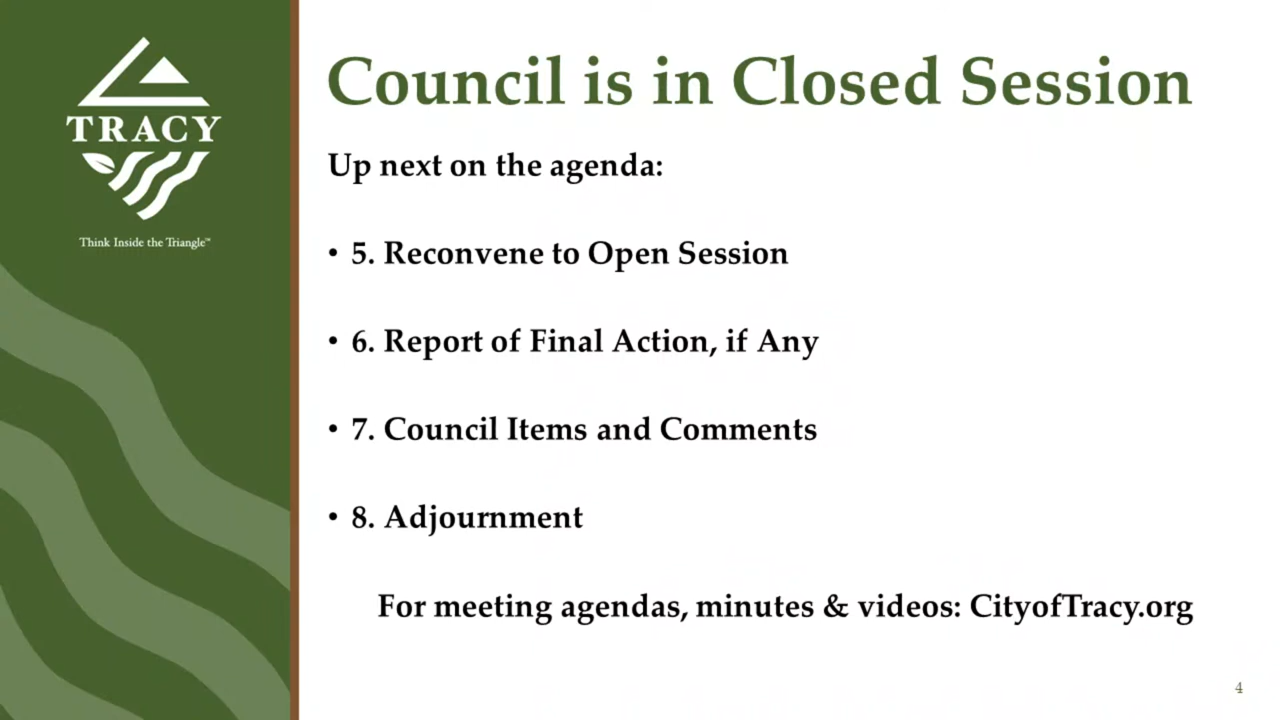 TRACY
Think Inside the Triangle™
Council is in Closed Session
Up next on the agenda:
• 5. Reconvene to Open Session
• 6. Report of Final Action, if Any
• 7. Council Items and Comments
• 8. Adjournment
For meeting agendas, minutes & videos: CityofTracy.org
4